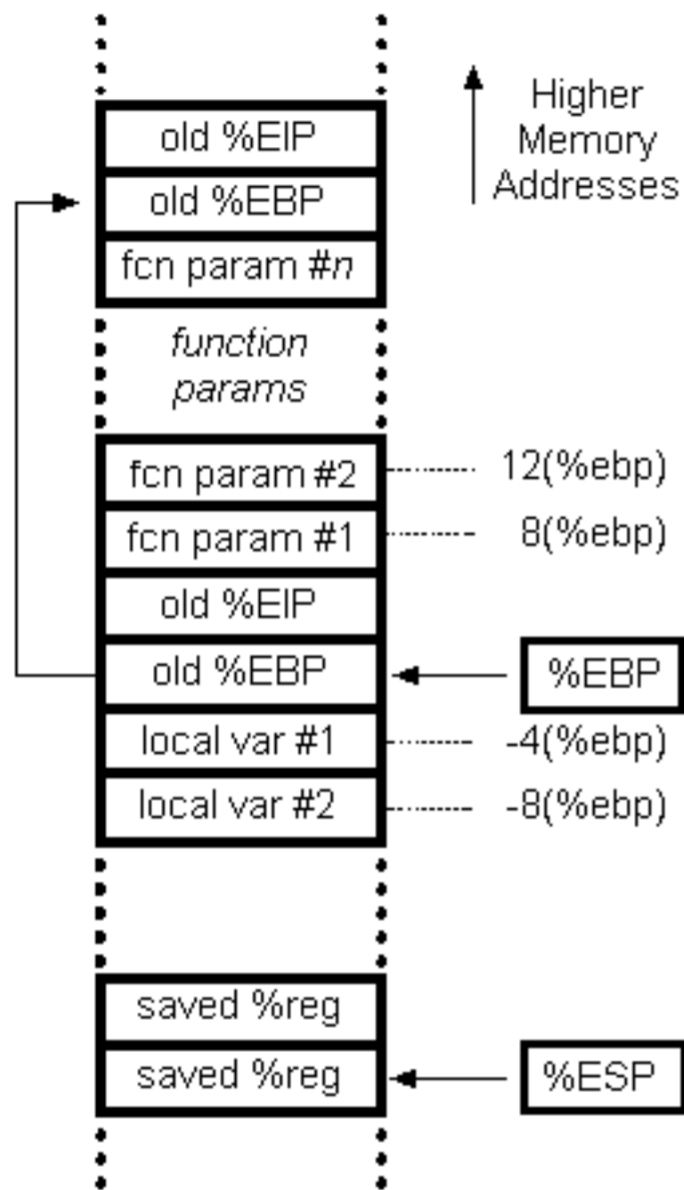 old %EIP
Higher
Memory
Addresses
old %EBP
fcn param #n
function
params
fcn param #2
12(%ebp)
fcn param #1
8(%ebp)
old %EIP
old %EBP
%EBP
local var #1
-4(%ebp)
local var #2
-8(%ebp)
saved %reg
saved %reg
%ESP